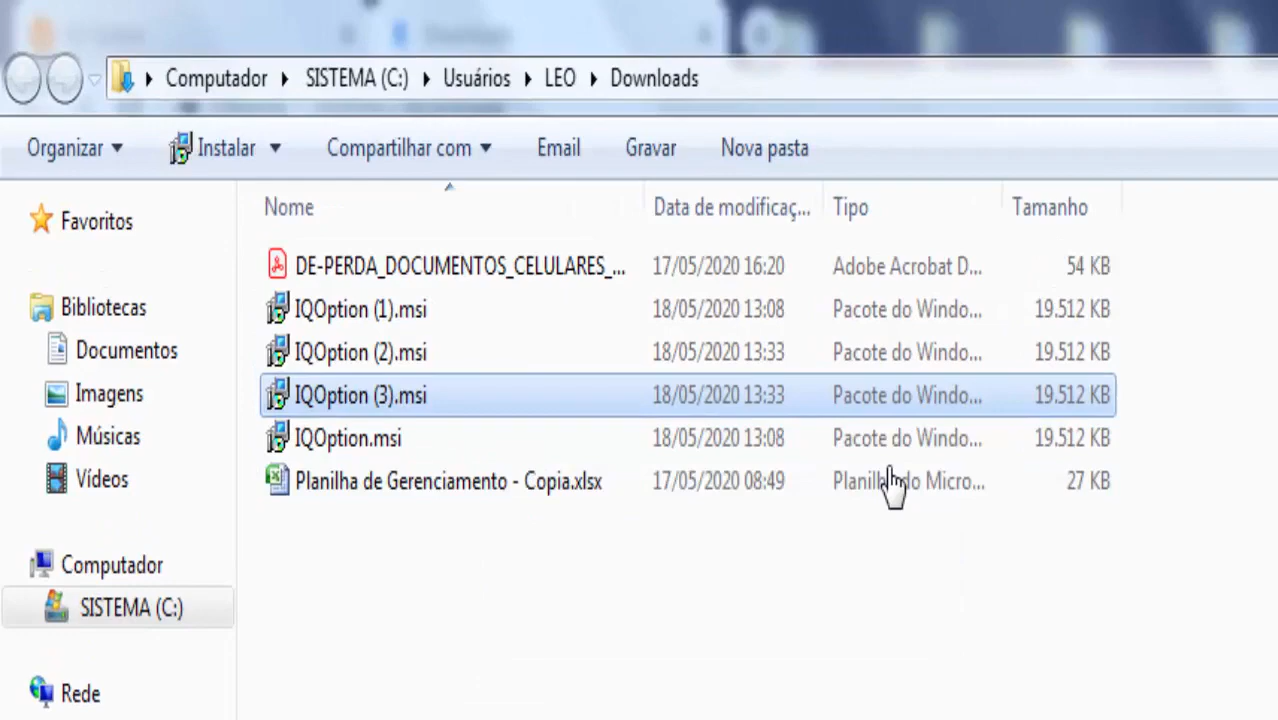 Computador SISTEMA (C:) Usuários LEO Downloads
Organizar Instalar Compartilhar com Email Gravar Nova pasta
Favoritos
Bibliotecas
Documentos
Imagens
Músicas
Vídeos
Computador
SISTEMA (C:)
Rede
Nome Data de modificaç... Tipo Tamanho
DE-PERDA_DOCUMENTOS_CELULARES_... 17/05/2020 16:20 Adobe Acrobat D... 54 KB
IQOption (1).msi 18/05/2020 13:08 Pacote do Windo... 19.512 KB
IQOption (2).msi 18/05/2020 13:33 Pacote do Windo... 19.512 KB
IQOption (3).msi 18/05/2020 13:33 Pacote do Windo... 19.512 KB
IQOption.msi 18/05/2020 13:08 Pacote do Windo... 19.512 KB
Planilha de Gerenciamento - Copia.xlsx 17/05/2020 08:49 Planilha do Micro... 27 KB